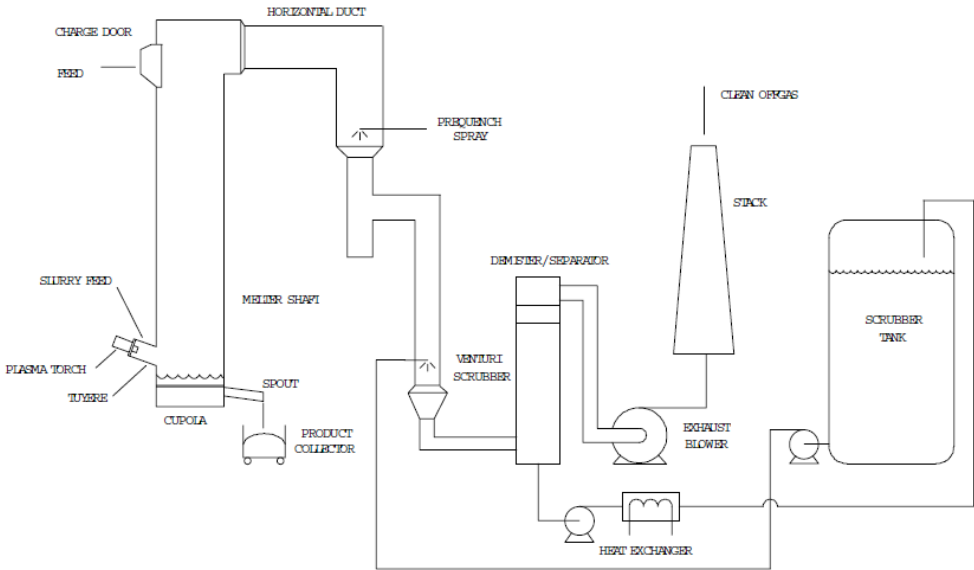 HORIZONTAL DUCT
CHARGE DOOR
FEED
PREQUENCH
SPRAY
CLEAN OFFGAS
STACK
DEMISTER/SEPARATOR
SLURRY FEED
MELTER SHAFT
SCRUBBER
TANK
PLASMA TORCH
VENTURI
SCRUBBER
TUYERE
SPOUT
CUPOLA
PRODUCT
COLLECTOR
EXHAUST
BLOWER
HEAT EXCHANGER